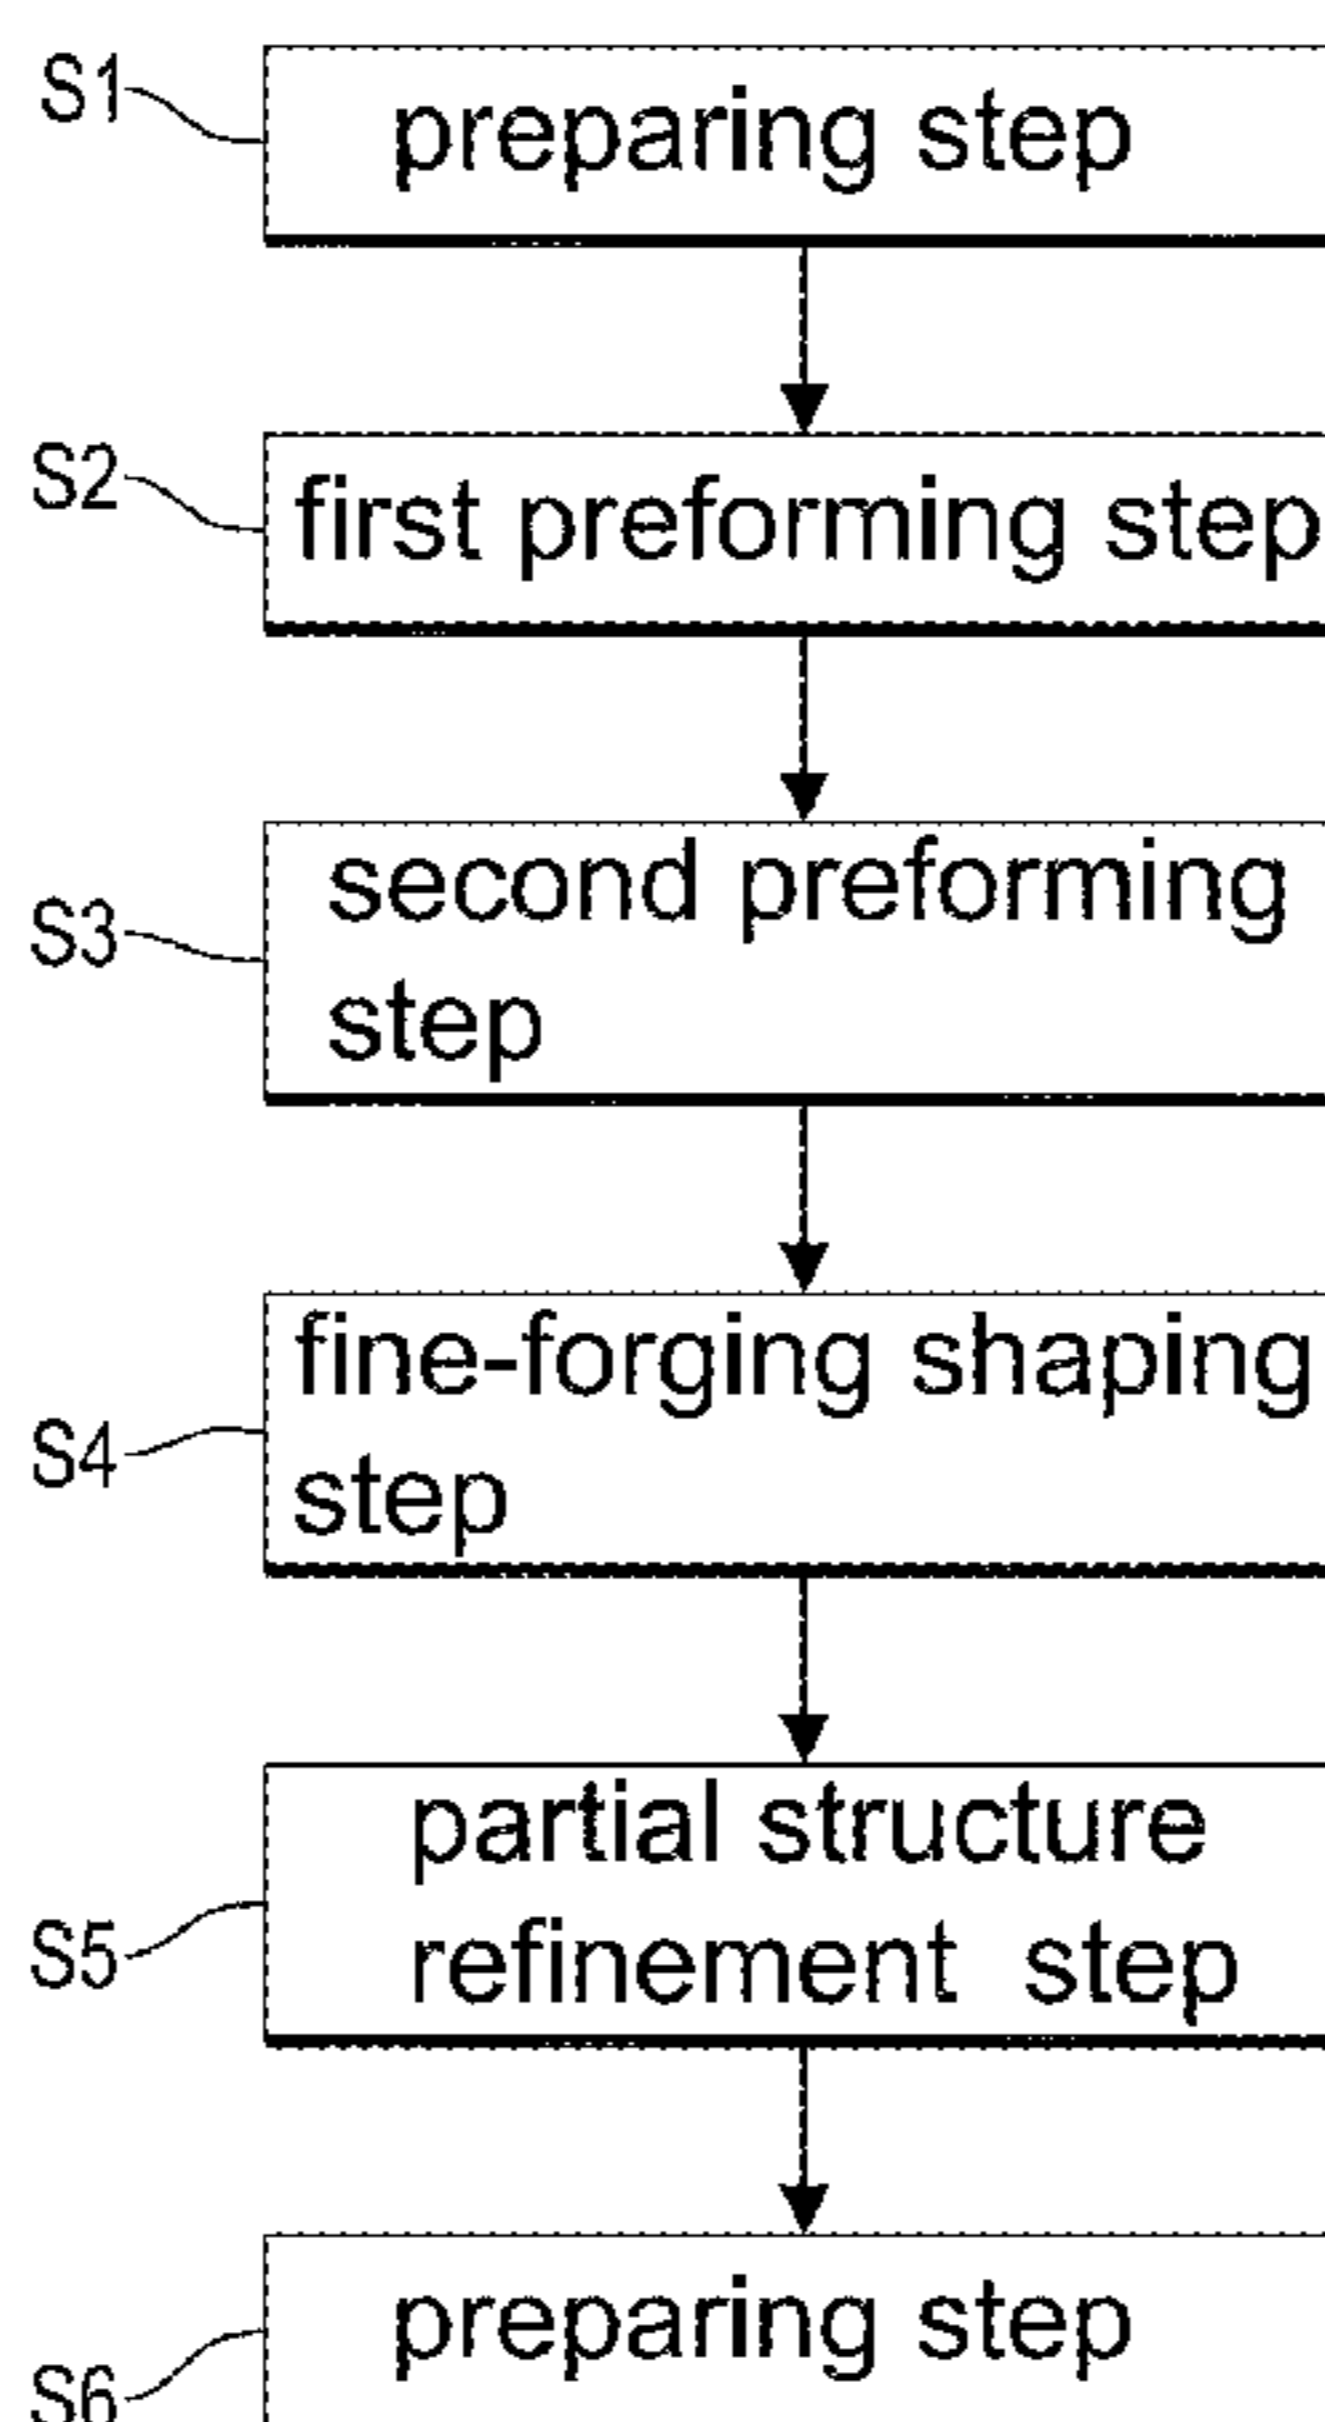 S1
preparing step
S2
first preforming step
S3
second preforming
step
S4
fine-forging shaping
step
S5
partial structure
refinement step
S6
preparing step